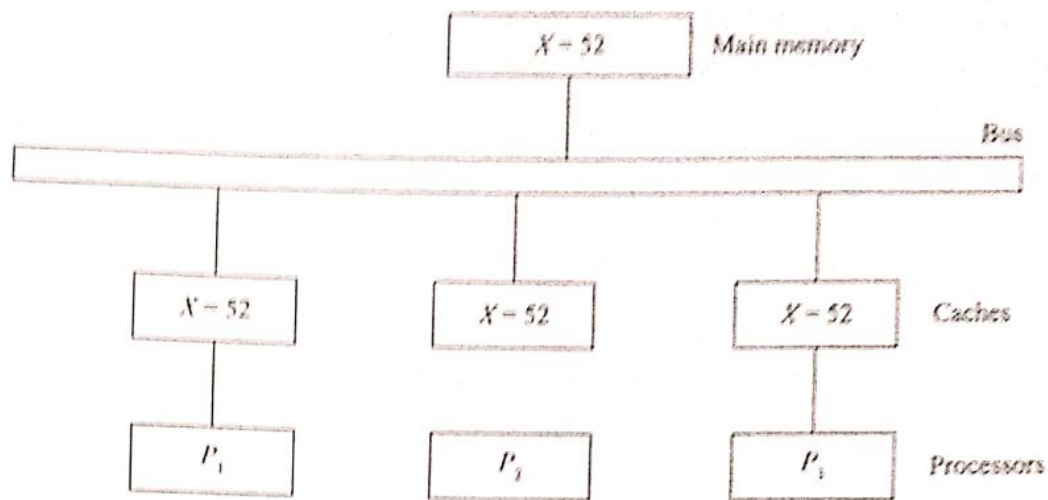 X = 52
Main memory
Bus
X = 52
X = 52
X = 52
Caches
P₁
P₂
P₃
Processors